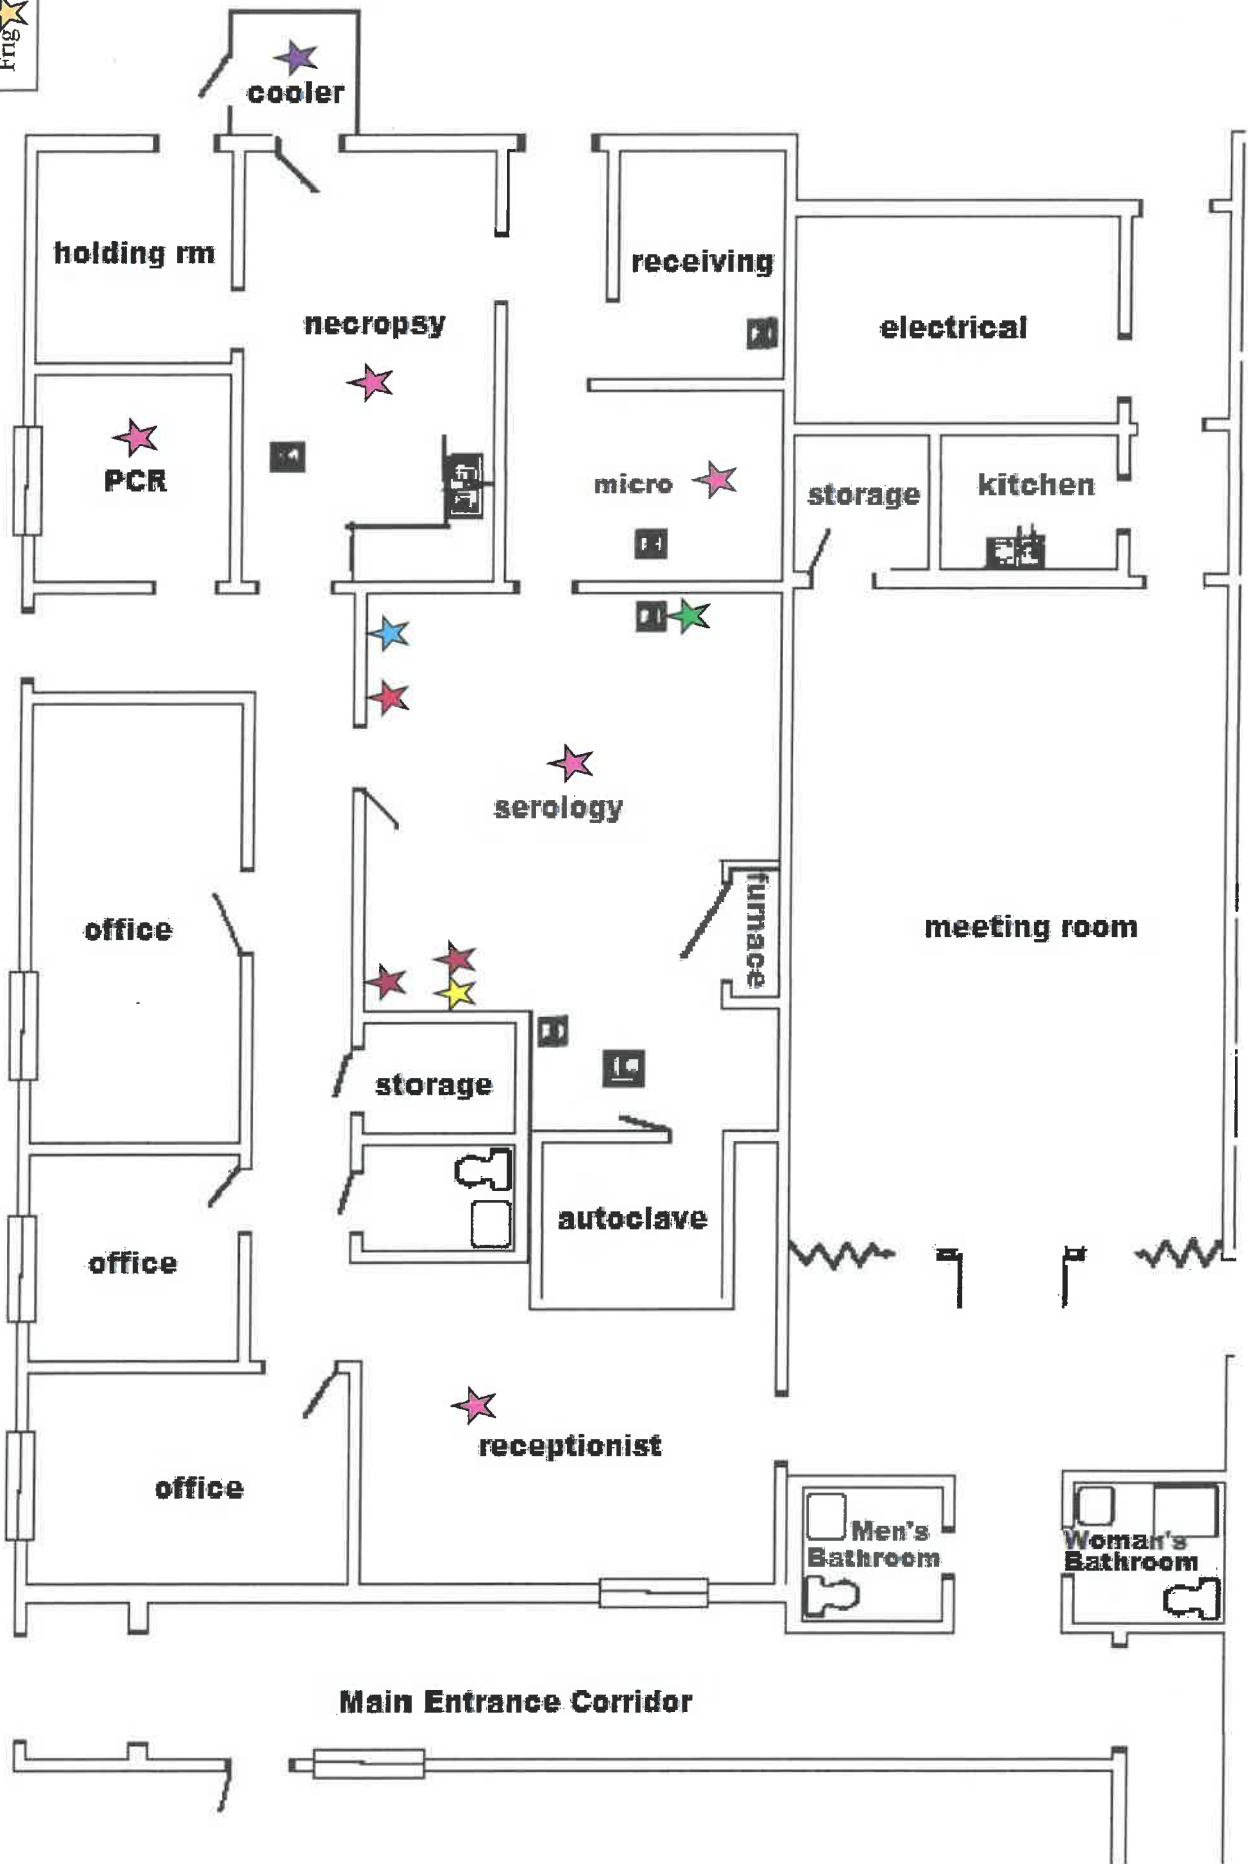 Frig
cooler
holding rm
receiving
necropsy
electrical
PCR
micro
storage
kitchen
serology
furnace
office
meeting room
storage
autoclave
office
receptionist
office
Men's
Bathroom
Woman's
Bathroom
Main Entrance Corridor